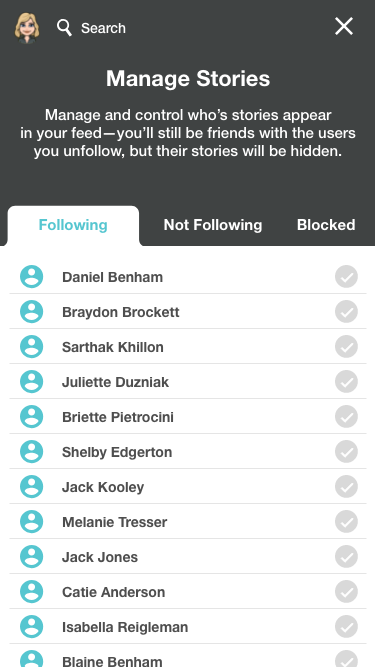 Search
Manage Stories
Manage and control who's stories appear
in your feed—you'll still be friends with the users
you unfollow, but their stories will be hidden.
Following
Not Following
Blocked
Daniel Benham
Braydon Brockett
Sarthak Khillon
Juliette Duzniak
Briette Pietrocini
Shelby Edgerton
Jack Kooley
Melanie Tresser
Jack Jones
Catie Anderson
Isabella Reigleman
Blaine Benham